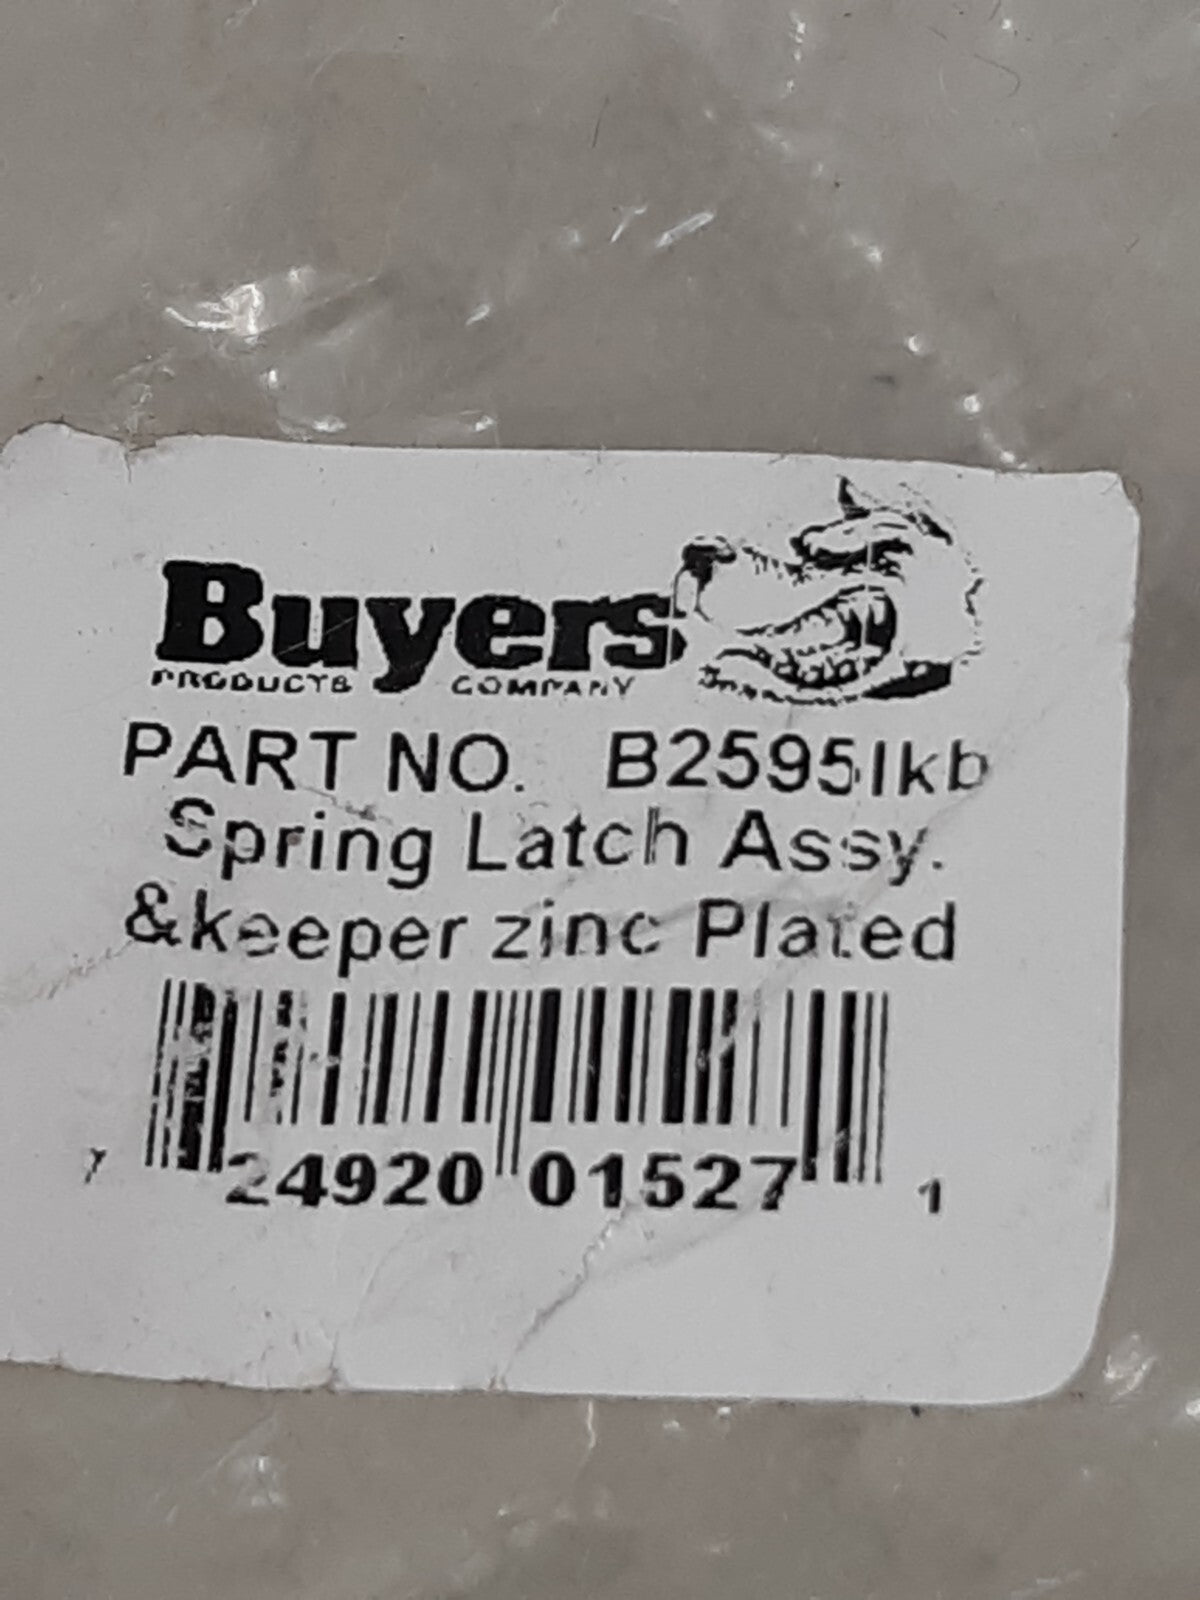 Buyers
PRODUCTS COMPANY
PART NO. B2595lkb
Spring Latch Assy.
&keeper zinc Plated
7 24920 01527 1